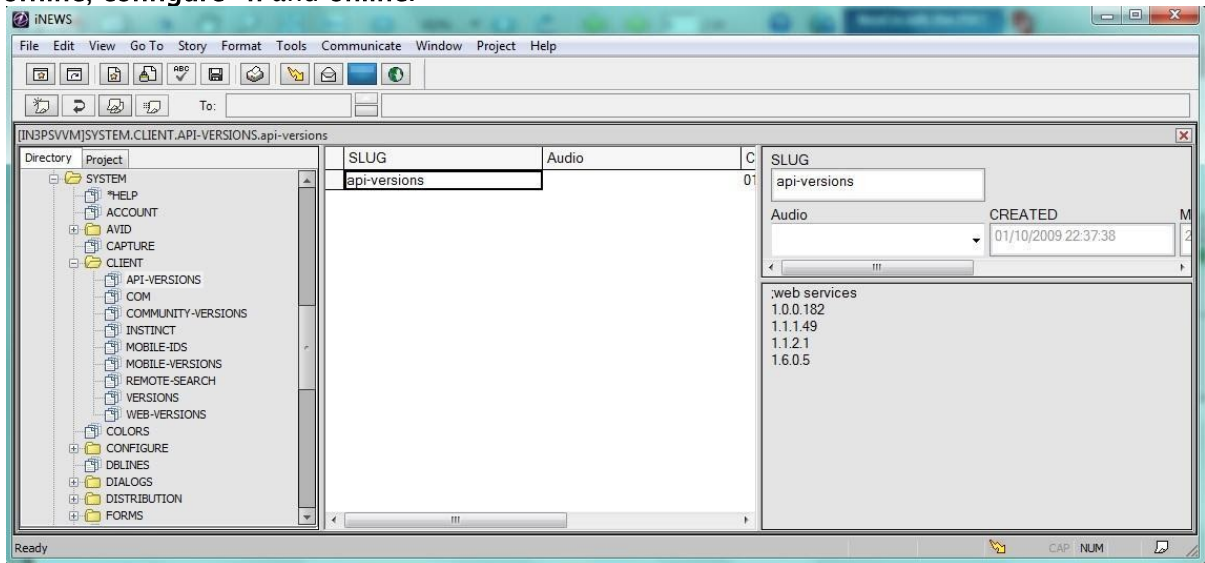 offline, configure -n and online.
iNEWS
File Edit View Go To Story Format Tools Communicate Window Project Help
ABC
To:
[IN3PSVVM]SYSTEM.CLIENT.API-VERSIONS.api-versions
Directory Project
SYSTEM
*HELP
ACCOUNT
AVID
CAPTURE
CLIENT
API-VERSIONS
COM
COMMUNITY-VERSIONS
INSTINCT
MOBILE-IDS
MOBILE-VERSIONS
REMOTE-SEARCH
VERSIONS
WEB-VERSIONS
COLORS
CONFIGURE
DBLINES
DIALOGS
DISTRIBUTION
FORMS
SLUG Audio C
api-versions 01
SLUG
api-versions
Audio CREATED M
01/10/2009 22:37:38 2
;web services
1.0.0.182
1.1.1.49
1.1.2.1
1.6.0.5
Ready CAP NUM